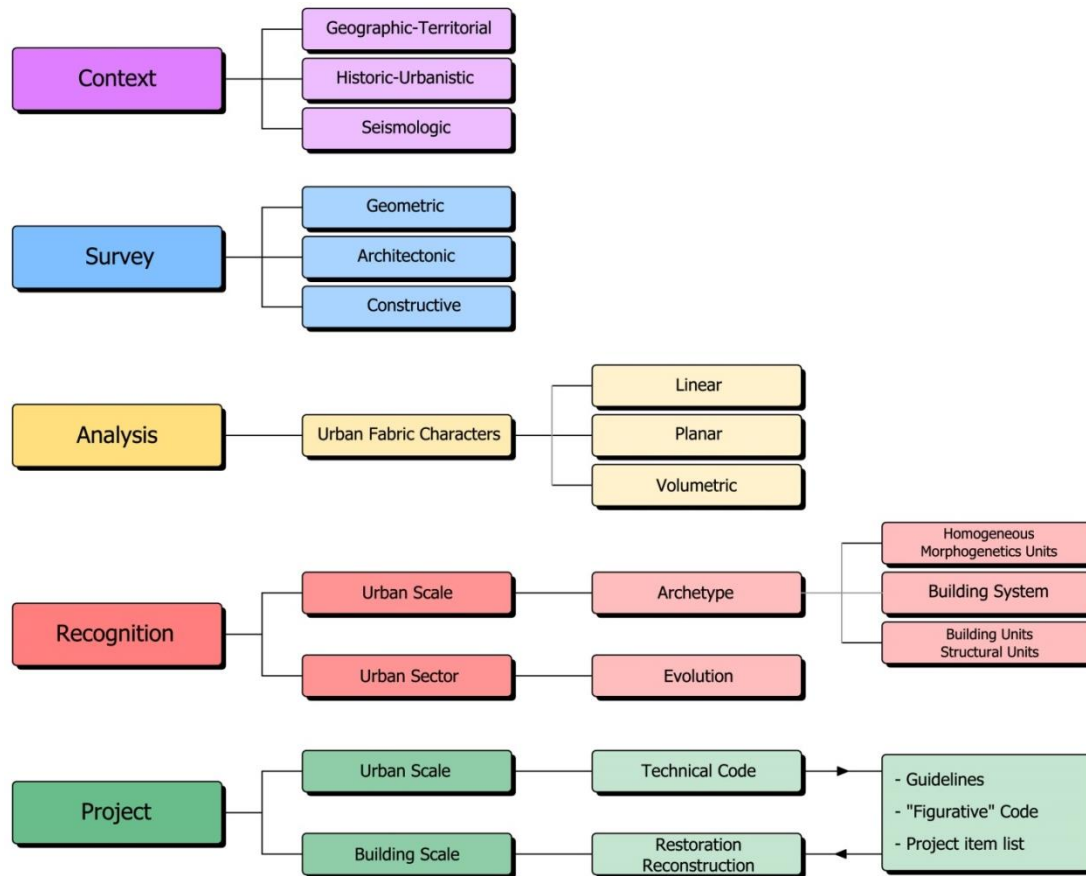 Context
Geographic-Territorial
Historic-Urbanistic
Seismologic
Survey
Geometric
Architectonic
Constructive
Analysis
Urban Fabric Characters
Linear
Planar
Volumetric
Recognition
Urban Scale
Archetype
Homogeneous
Morphogenetics Units
Building System
Building Units
Structural Units
Urban Sector
Evolution
Project
Urban Scale
Technical Code
Building Scale
Restoration
Reconstruction
- Guidelines
- "Figurative" Code
- Project item list